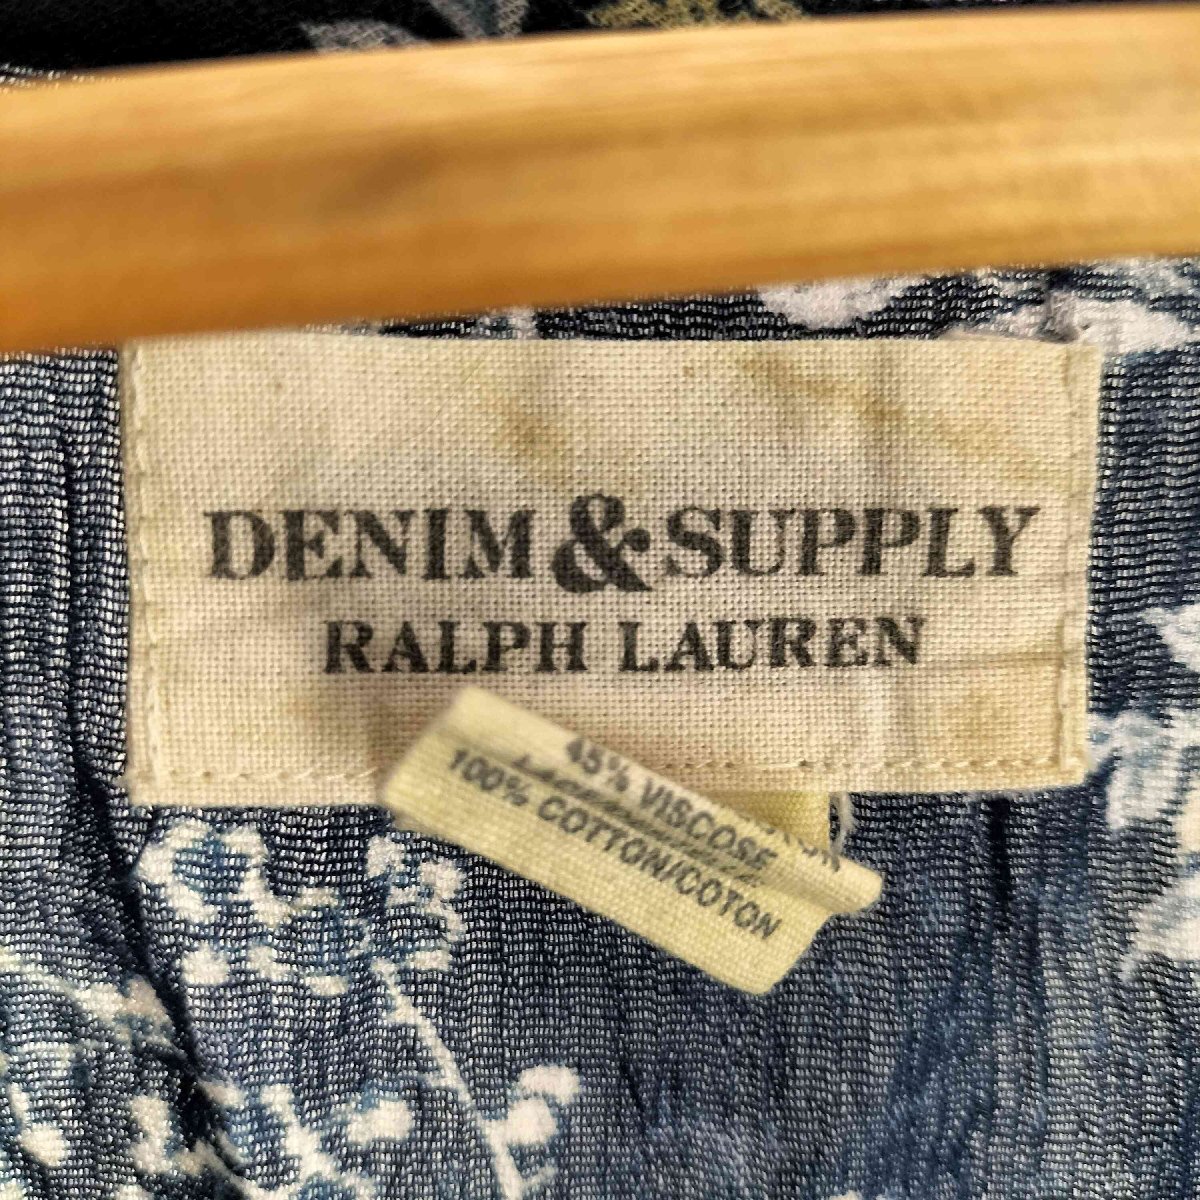 DENIM & SUPPLY
RALPH LAUREN
45% VISCOSE
100% COTTON/COTON